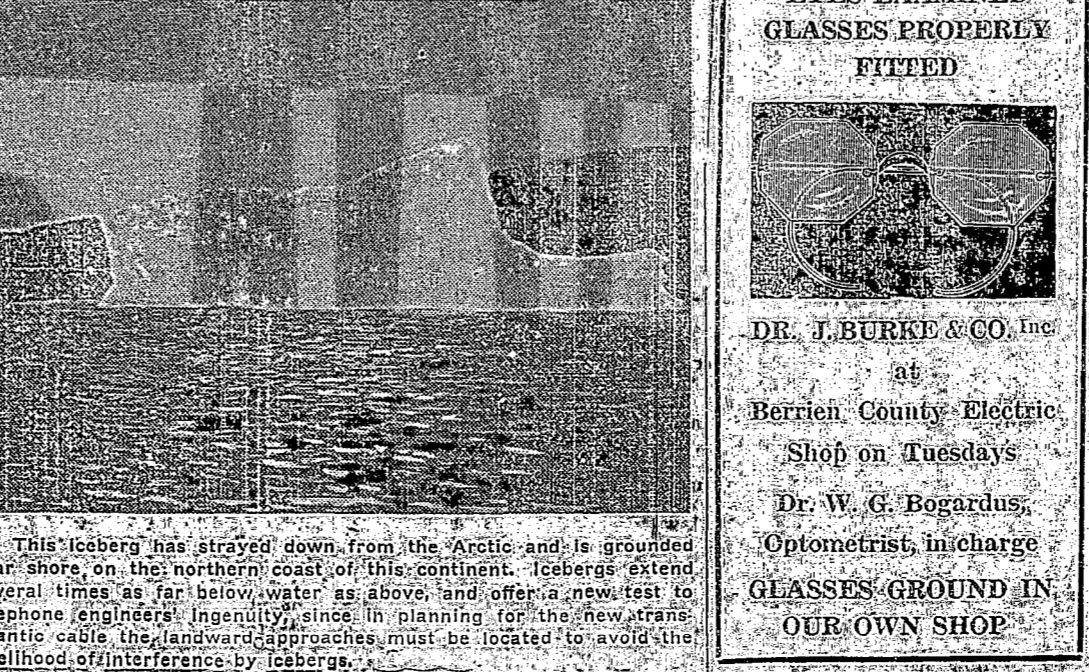 This Iceberg has strayed down from the Arctic and is grounded
shore on the northern coast of this continent. Icebergs extend
times as far below water as above, and offer a new test to
engineers' ingenuity, since in planning for the new trans-
cable the landward approaches must be located to avoid the
of interference by icebergs.
EYES EXAMINED
GLASSES PROPERLY
FITTED
DR. J. BURKE & CO. Inc.
at
Berrien County Electric
Shop on Tuesdays
Dr. W. G. Bogardus,
Optometrist, in charge
GLASSES GROUND IN
OUR OWN SHOP